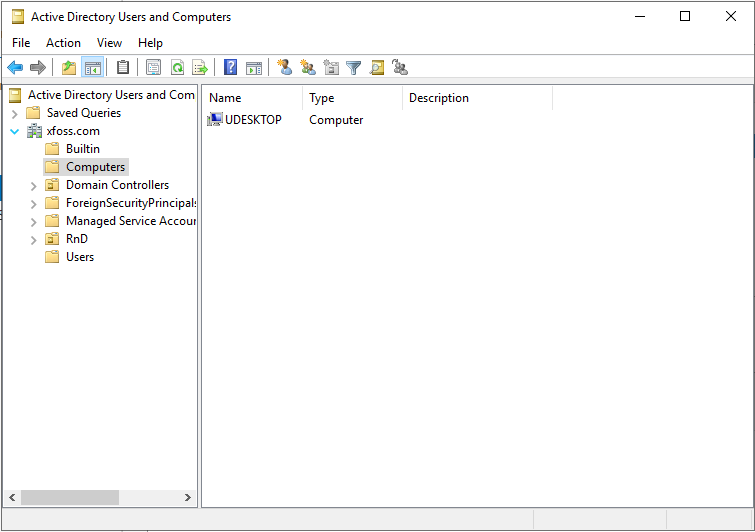 Active Directory Users and Computers
File Action View Help
Active Directory Users and Com
Saved Queries
xfoss.com
Builtin
Computers
Domain Controllers
ForeignSecurityPrincipals
Managed Service Accour
RnD
Users
Name Type Description
UDESKTOP Computer